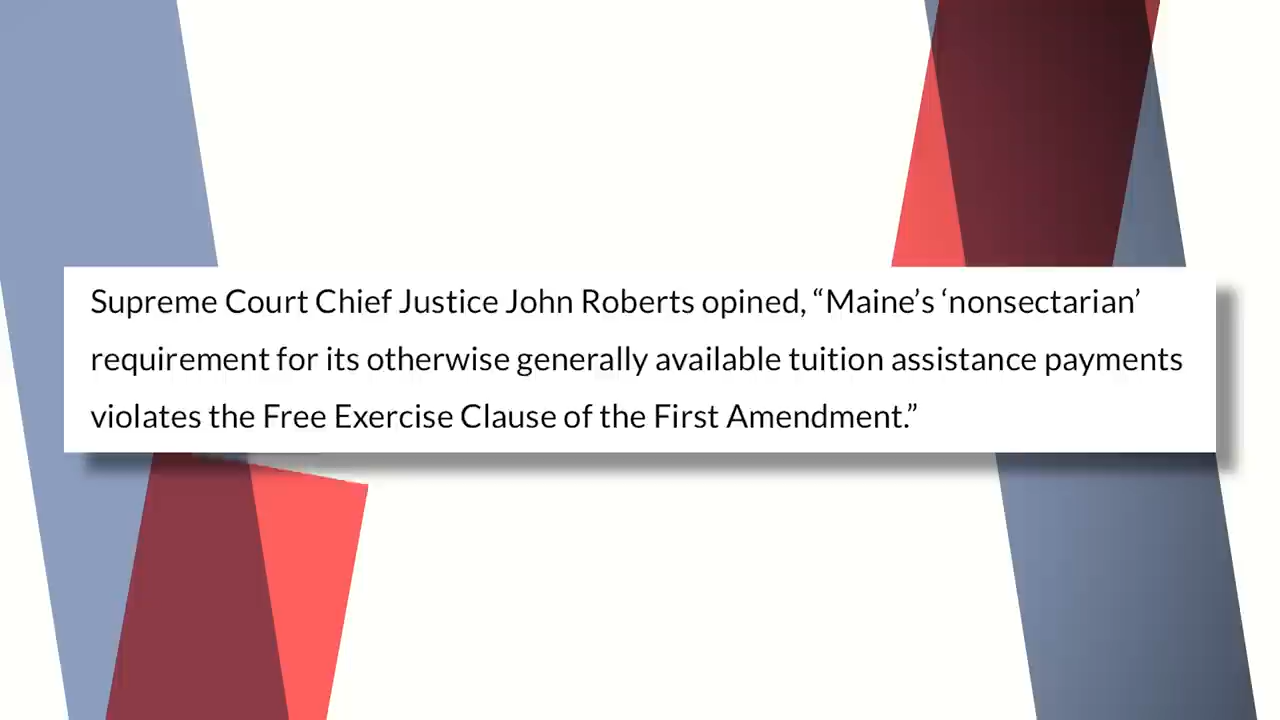 Supreme Court Chief Justice John Roberts opined, “Maine’s ‘nonsectarian’
requirement for its otherwise generally available tuition assistance payments
violates the Free Exercise Clause of the First Amendment.”